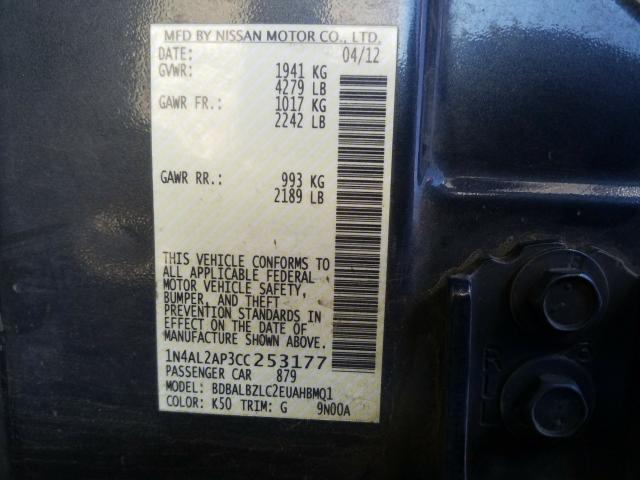 MFD BY NISSAN MOTOR CO., LTD.
DATE: 04/12
GVWR: 1941 KG
4279 LB
GAWR FR.: 1017 KG
2242 LB
GAWR RR.: 993 KG
2189 LB
THIS VEHICLE CONFORMS TO
ALL APPLICABLE FEDERAL
MOTOR VEHICLE SAFETY,
BUMPER, AND THEFT
PREVENTION STANDARDS IN
EFFECT ON THE DATE OF
MANUFACTURE SHOWN ABOVE.
1N4AL2AP3CC253177
PASSENGER CAR 879
MODEL: BDBALBZLC2EUAHBMQ1
COLOR: K50 TRIM: G 9N00A